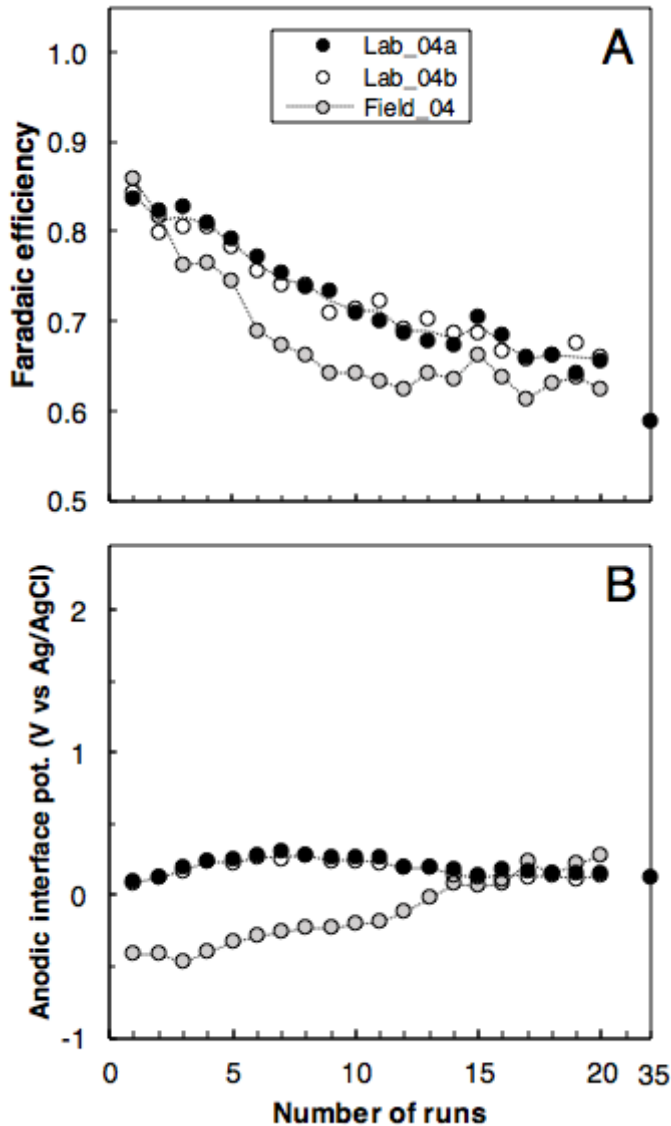 A
Lab_04a
Lab_04b
Field_04
Faradaic efficiency
1.0
0.9
0.8
0.7
0.6
0.5
B
Anodic interface pot. (V vs Ag/AgCl)
2
1
0
-1
0 5 10 15 20 35
Number of runs